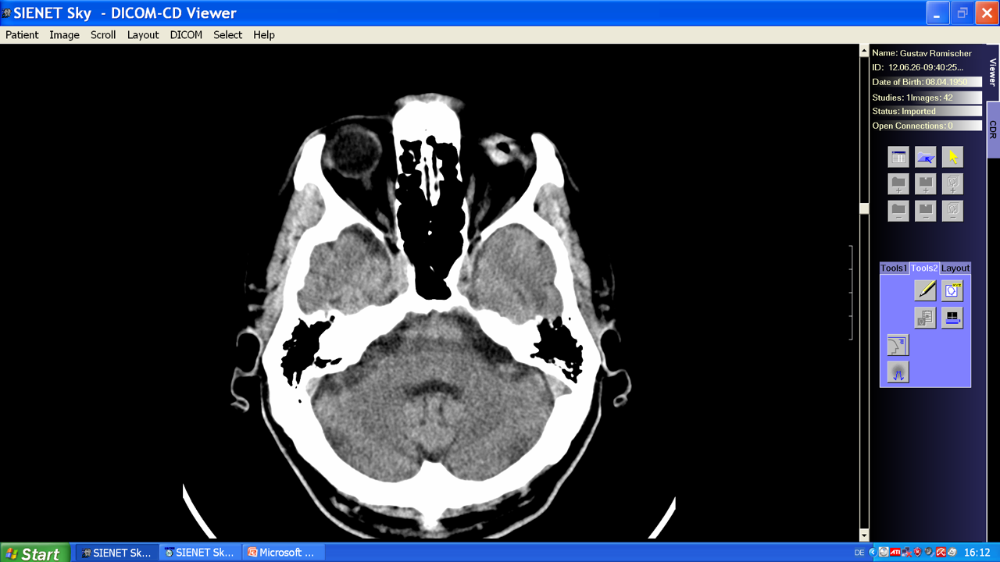 SIENET Sky - DICOM-CD Viewer
Patient Image Scroll Layout DICOM Select Help
Name: Gustav Romischer
ID: 12.06.26-09:40:25...
Date of Birth: 08.04.1950
Studies: 1Images: 42
Status: Imported
Open Connections: 0
Viewer
CDR
Tools1 Tools2 Layout
Start
SIENET Sk...
SIENET Sk...
Microsoft ...
DE
ATI
16:12